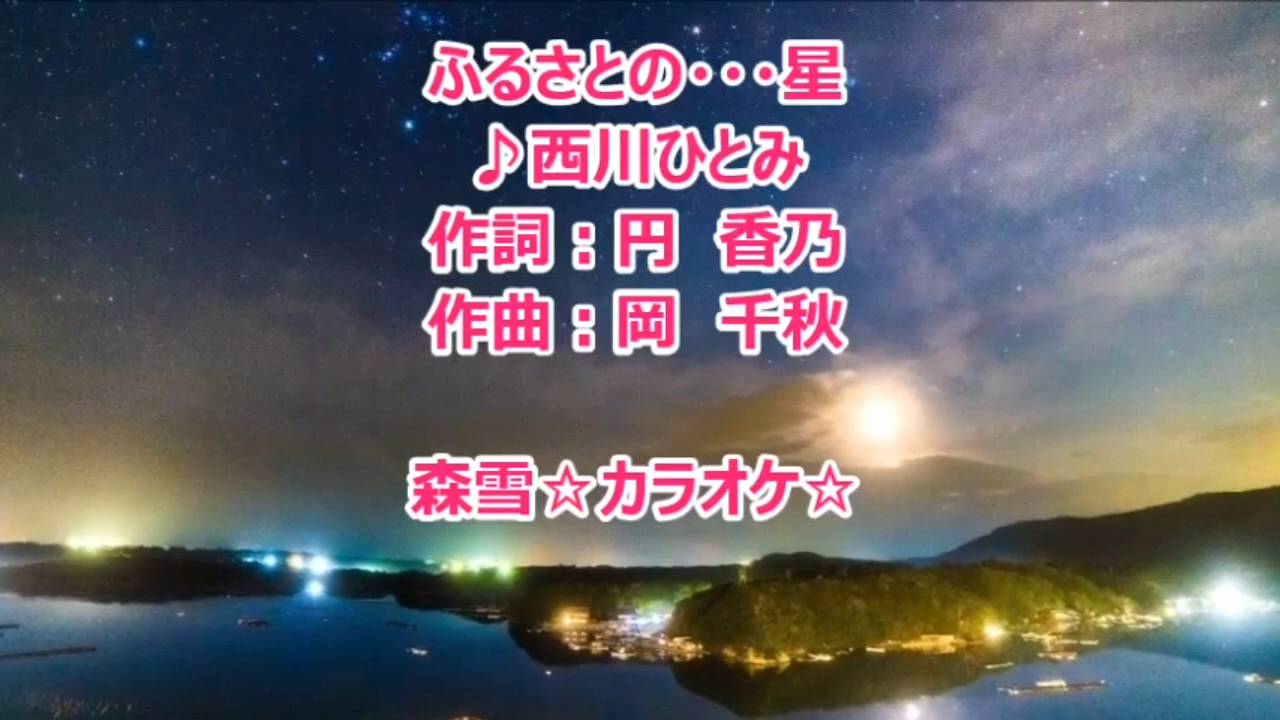 ふるさとの・・・星
♪西川ひとみ
作詞：円　香乃
作曲：岡　千秋
森雪☆カラオケ☆